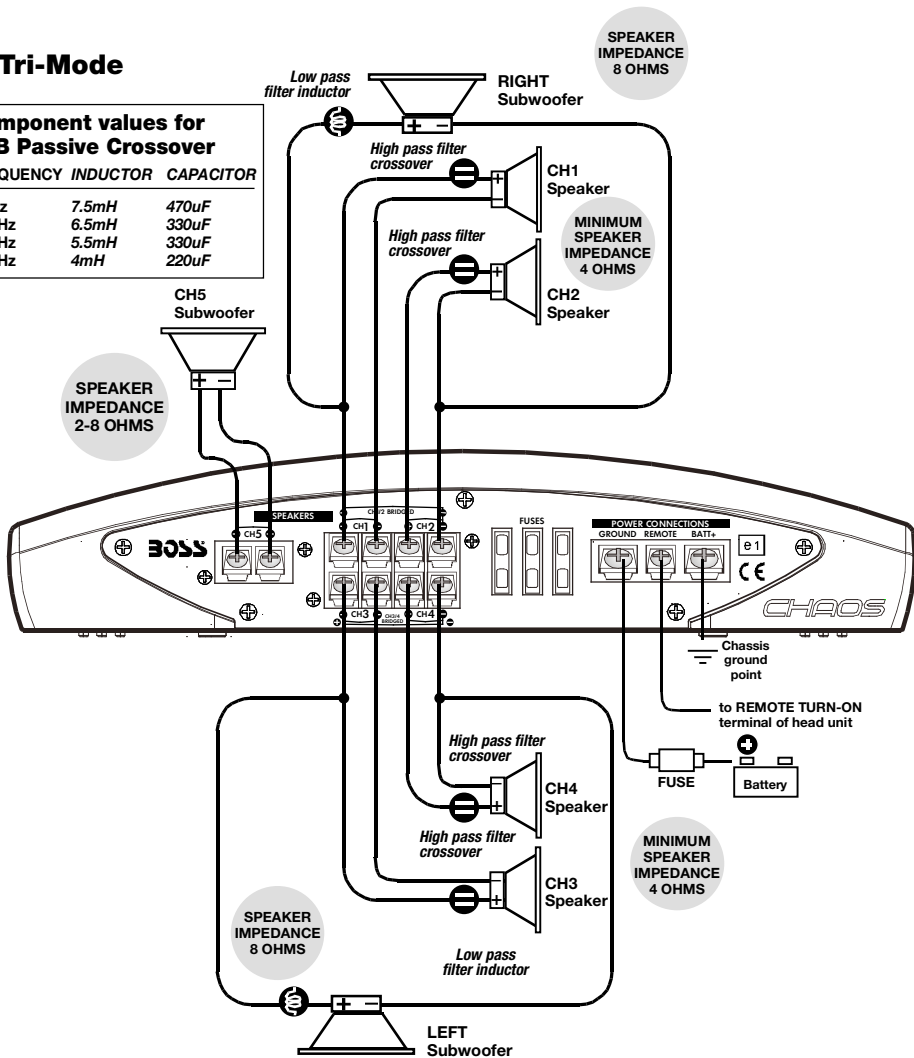 Tri-Mode
mponent values for
B Passive Crossover
QUENCY INDUCTOR CAPACITOR
z 7.5mH 470uF
Hz 6.5mH 330uF
Hz 5.5mH 330uF
Hz 4mH 220uF
SPEAKER
IMPEDANCE
8 OHMS
Low pass
filter inductor
RIGHT
Subwoofer
+ −
High pass filter
crossover
+
−
CH1
Speaker
High pass filter
crossover
MINIMUM
SPEAKER
IMPEDANCE
4 OHMS
+
−
CH2
Speaker
CH5
Subwoofer
+ −
SPEAKER
IMPEDANCE
2-8 OHMS
SPEAKERS
CH5
CH1/2 BRIDGED
CH1 CH2
FUSES
POWER CONNECTIONS
GROUND REMOTE BATT+
BOSS
e1
CE
CH3 CH3/4 BRIDGED CH4
CHAOS
Chassis
ground
point
to REMOTE TURN-ON
terminal of head unit
FUSE
+
Battery
High pass filter
crossover
−
+
CH4
Speaker
High pass filter
crossover
−
+
CH3
Speaker
MINIMUM
SPEAKER
IMPEDANCE
4 OHMS
SPEAKER
IMPEDANCE
8 OHMS
Low pass
filter inductor
+ −
LEFT
Subwoofer